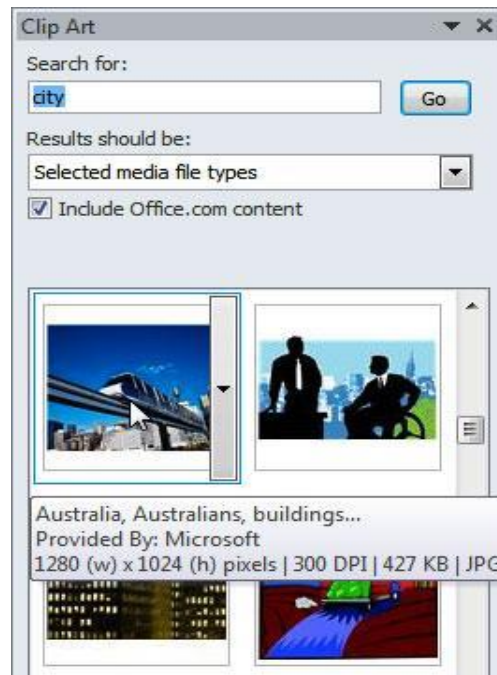 Clip Art
Search for:
city
Go
Results should be:
Selected media file types
Include Office.com content
Australia, Australians, buildings...
Provided By: Microsoft
1280 (w) x 1024 (h) pixels | 300 DPI | 427 KB | JPG